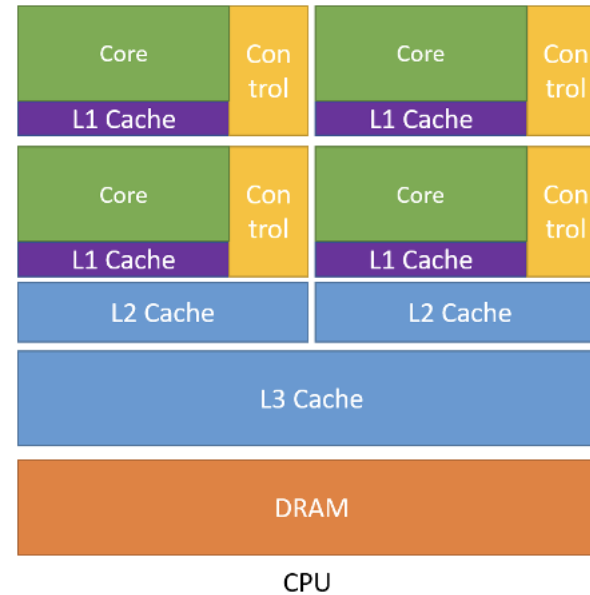 Core
Con
trol
L1 Cache
Core
Con
trol
L1 Cache
Core
Con
trol
L1 Cache
Core
Con
trol
L1 Cache
L2 Cache
L2 Cache
L3 Cache
DRAM
CPU